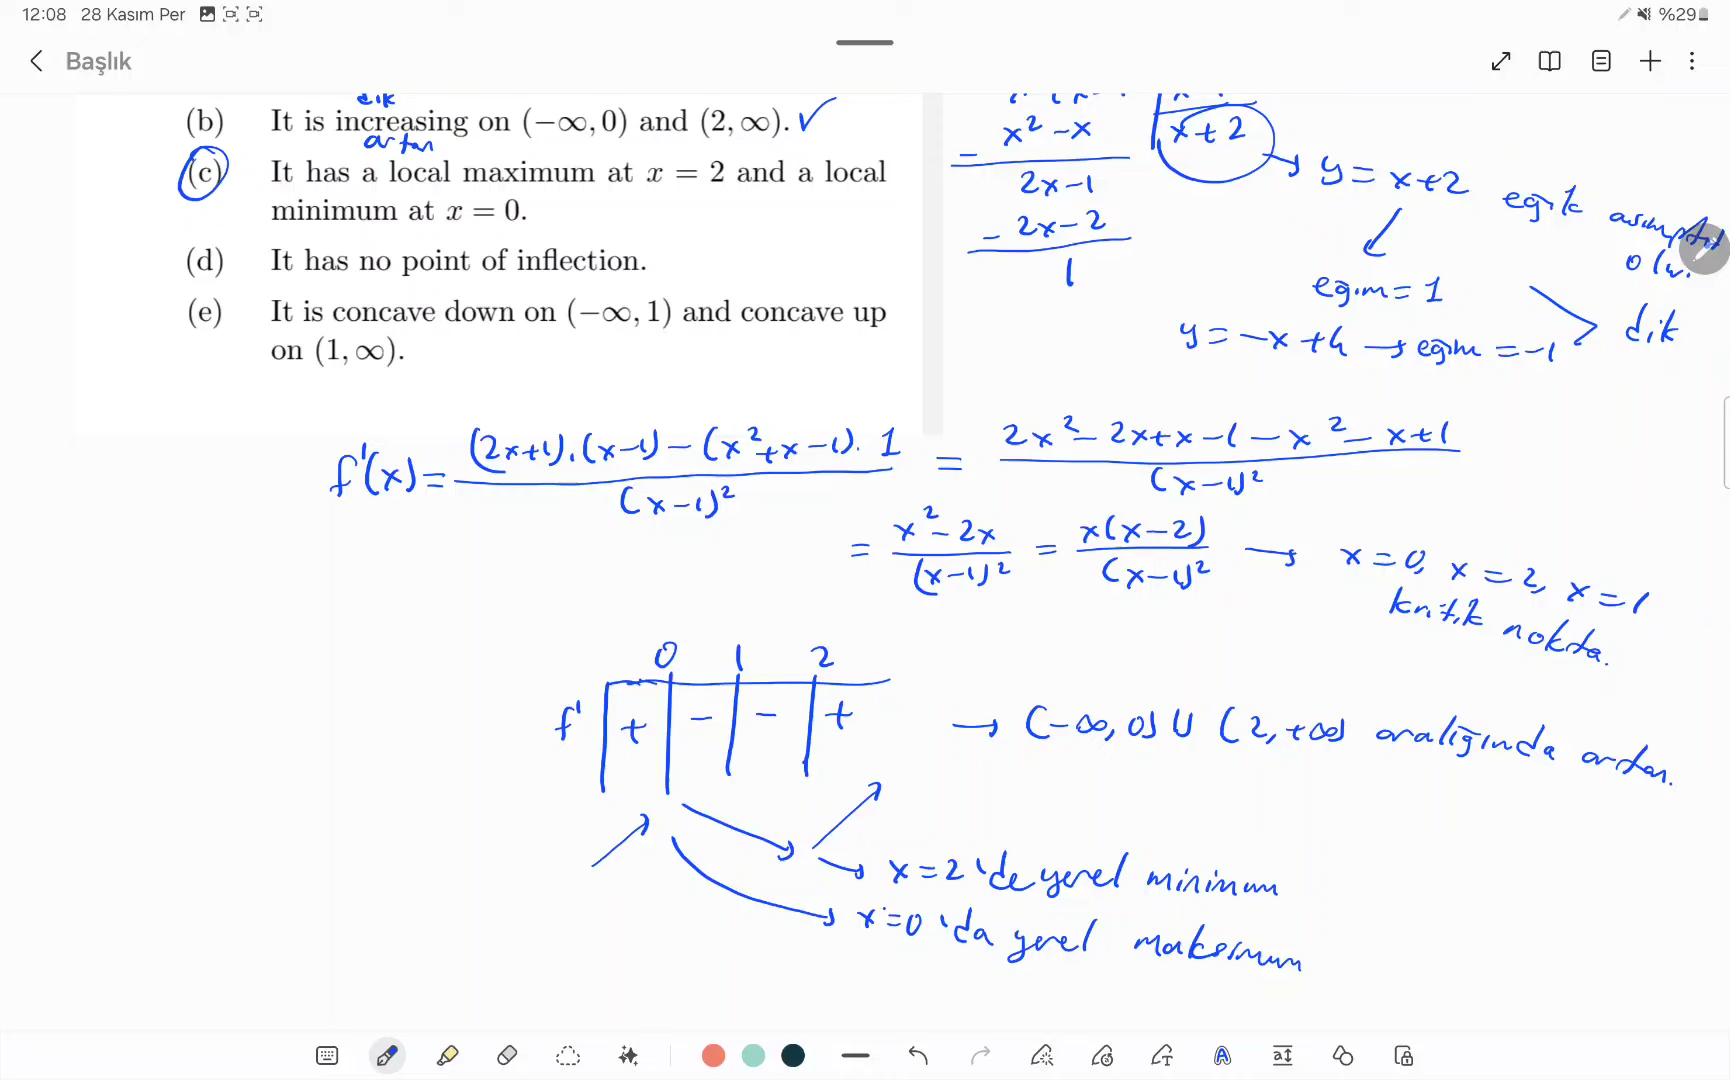 12:08 28 Kasım Per %29
Başlık
dik
(b) It is increasing on (−∞, 0) and (2, ∞). ✓
artan
(c) It has a local maximum at x = 2 and a local
minimum at x = 0.
(d) It has no point of inflection.
(e) It is concave down on (−∞, 1) and concave up
on (1, ∞).
x² − x
x + 2
→ y = x+2 eğik asimptot
olur.
2x − 1
− 2x − 2
1
eğim = 1
y = −x + 4 → eğim = −1
dik
f'(x) = (2x+1).(x−1) − (x²+x−1). 1 / (x−1)² = 2x² − 2x + x − 1 − x² − x + 1 / (x−1)²
= x² − 2x / (x−1)² = x(x−2) / (x−1)² → x = 0, x = 2, x = 1
kritik nokta.
0 1 2
f' + − − +
→ (−∞, 0) ∪ (2, +∞) aralığında artan.
x = 2 'de yerel minimum
x = 0 'da yerel maksimum